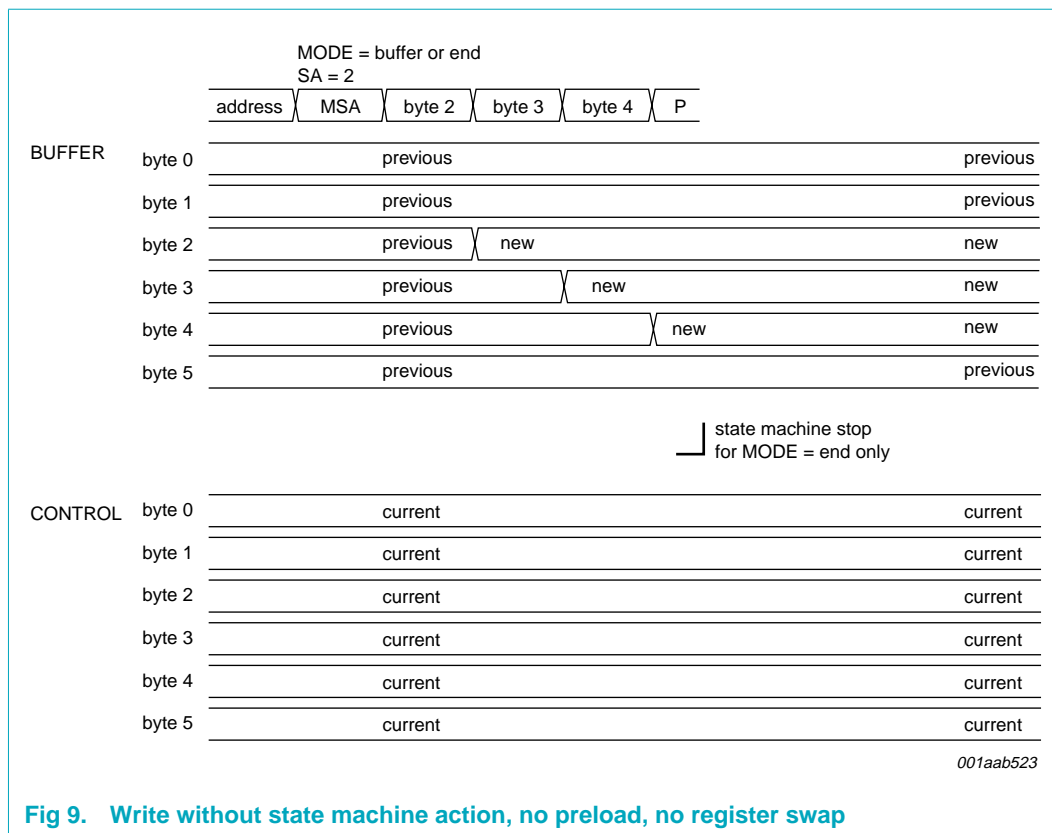 MODE = buffer or end
SA = 2
address MSA byte 2 byte 3 byte 4 P
BUFFER byte 0 previous previous
byte 1 previous previous
byte 2 previous new new
byte 3 previous new new
byte 4 previous new new
byte 5 previous previous
state machine stop
for MODE = end only
CONTROL byte 0 current current
byte 1 current current
byte 2 current current
byte 3 current current
byte 4 current current
byte 5 current current
001aab523
Fig 9. Write without state machine action, no preload, no register swap